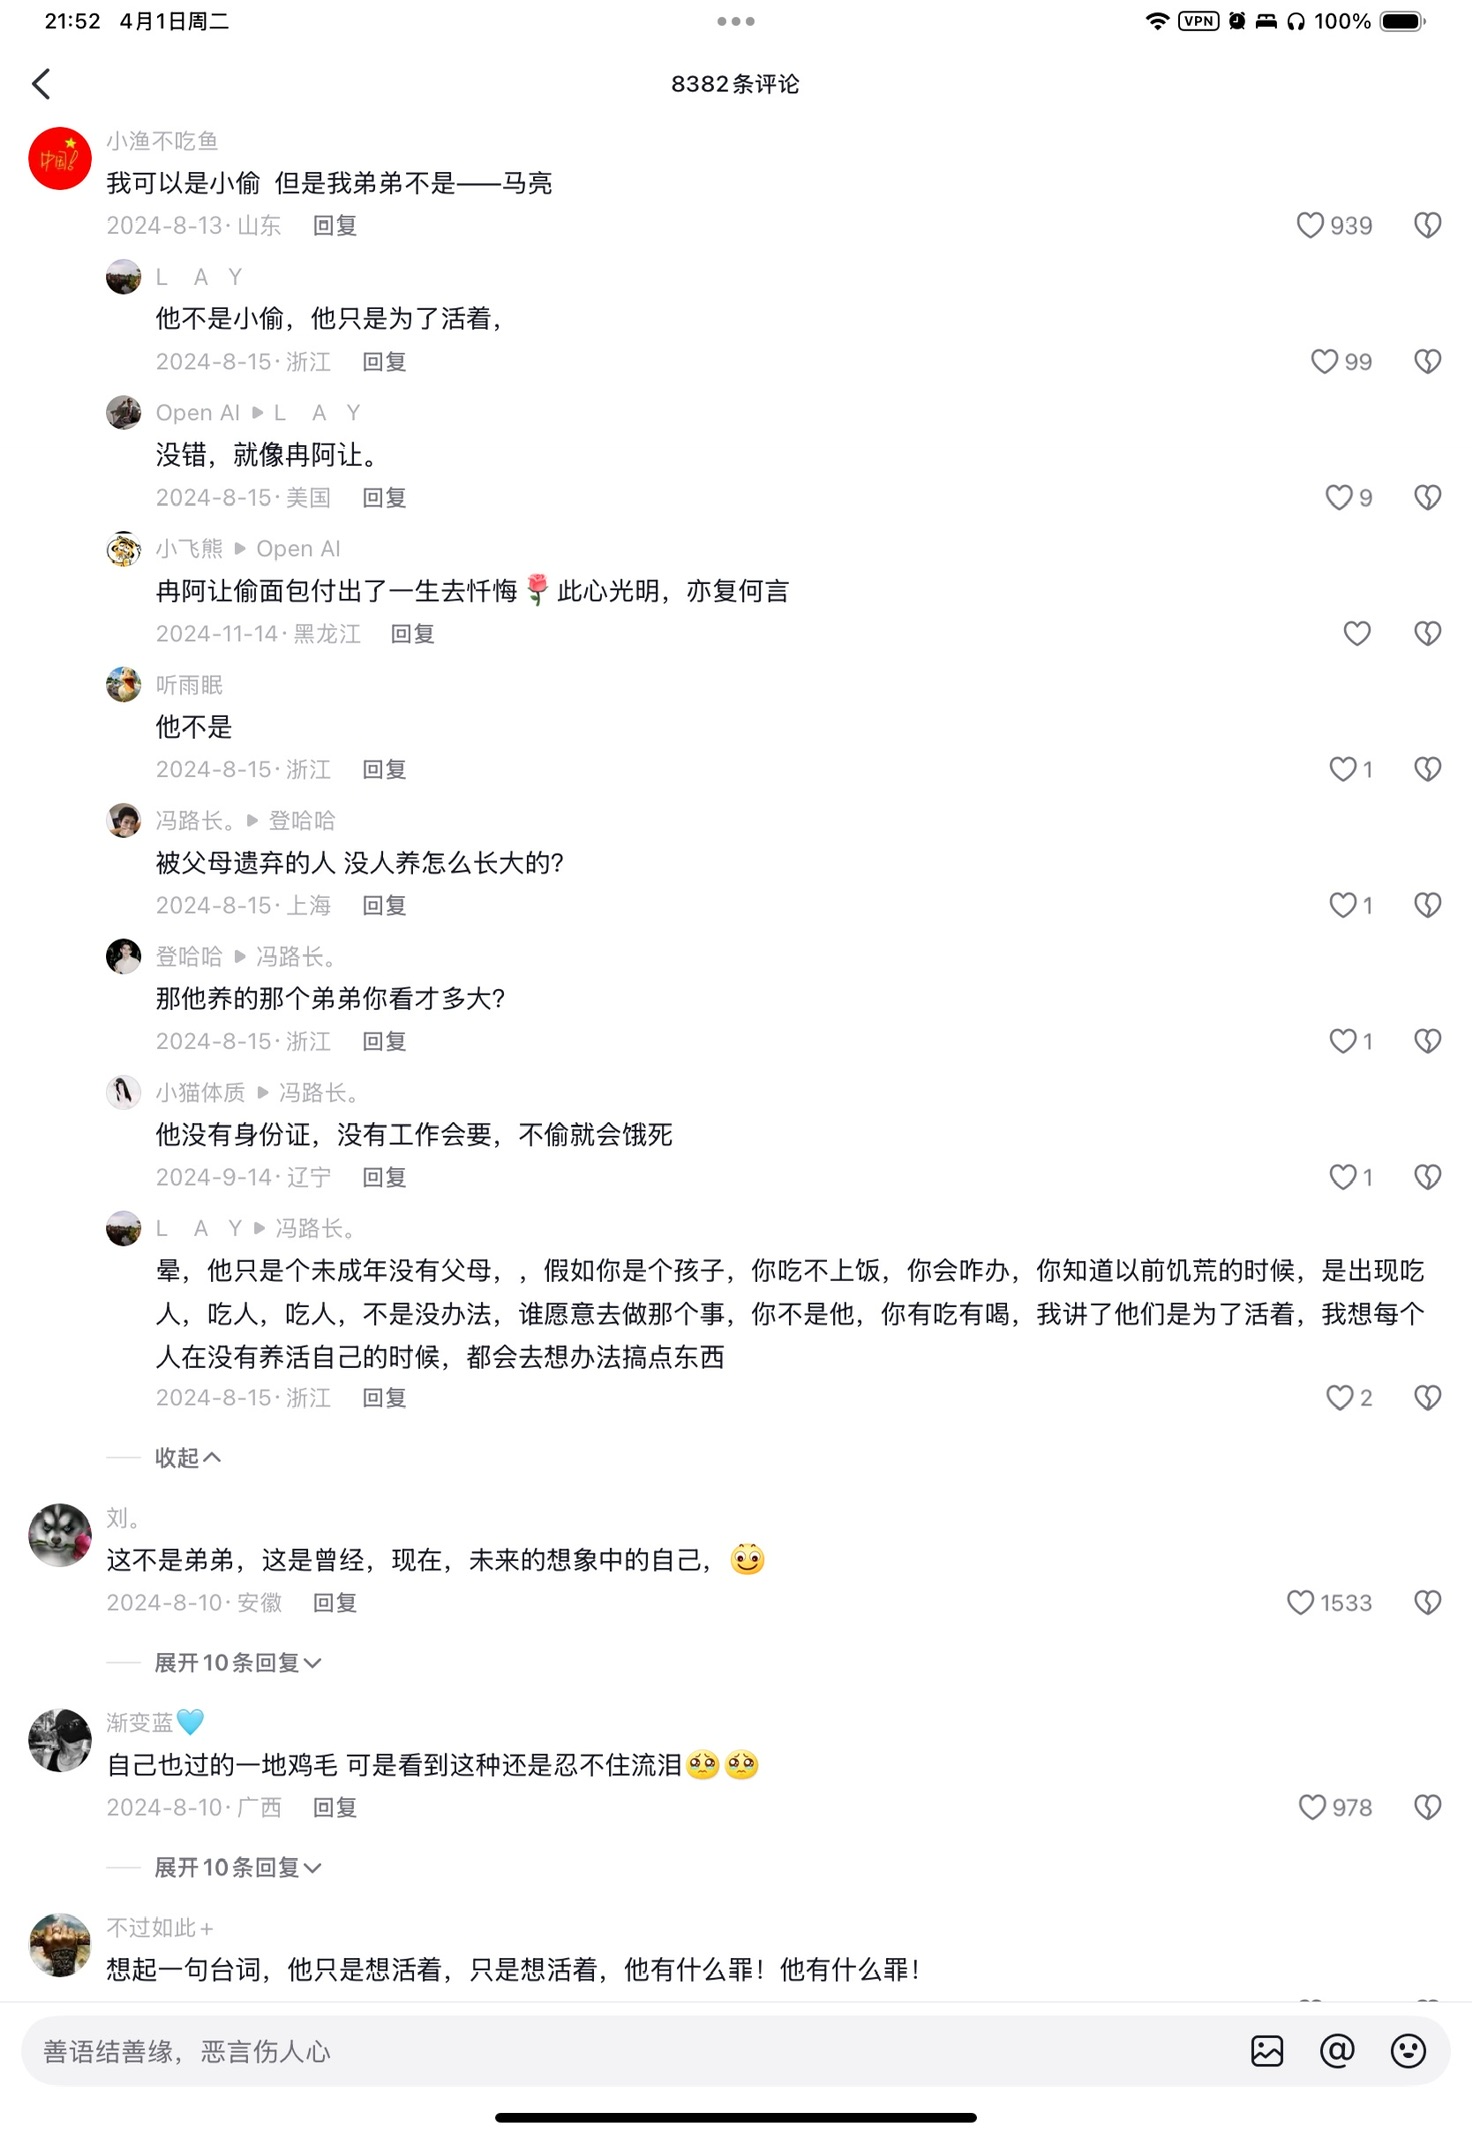 21:52 4月1日周二
VPN 100%
8382条评论
中国!
小渔不吃鱼
我可以是小偷 但是我弟弟不是——马亮
2024-8-13·山东 回复 939
L A Y
他不是小偷，他只是为了活着，
2024-8-15·浙江 回复 99
Open AI ▶ L A Y
没错，就像冉阿让。
2024-8-15·美国 回复 9
小飞熊 ▶ Open AI
冉阿让偷面包付出了一生去忏悔🌹此心光明，亦复何言
2024-11-14·黑龙江 回复
听雨眠
他不是
2024-8-15·浙江 回复 1
冯路长。▶ 登哈哈
被父母遗弃的人 没人养怎么长大的？
2024-8-15·上海 回复 1
登哈哈 ▶ 冯路长。
那他养的那个弟弟你看才多大？
2024-8-15·浙江 回复 1
小猫体质 ▶ 冯路长。
他没有身份证，没有工作会要，不偷就会饿死
2024-9-14·辽宁 回复 1
L A Y ▶ 冯路长。
晕，他只是个未成年没有父母，，假如你是个孩子，你吃不上饭，你会咋办，你知道以前饥荒的时候，是出现吃
人，吃人，吃人，不是没办法，谁愿意去做那个事，你不是他，你有吃有喝，我讲了他们是为了活着，我想每个
人在没有养活自己的时候，都会去想办法搞点东西
2024-8-15·浙江 回复 2
收起
刘。
这不是弟弟，这是曾经，现在，未来的想象中的自己，
2024-8-10·安徽 回复 1533
展开10条回复
渐变蓝🩵
自己也过的一地鸡毛 可是看到这种还是忍不住流泪🥹🥹
2024-8-10·广西 回复 978
展开10条回复
不过如此+
想起一句台词，他只是想活着，只是想活着，他有什么罪！他有什么罪！
善语结善缘，恶言伤人心